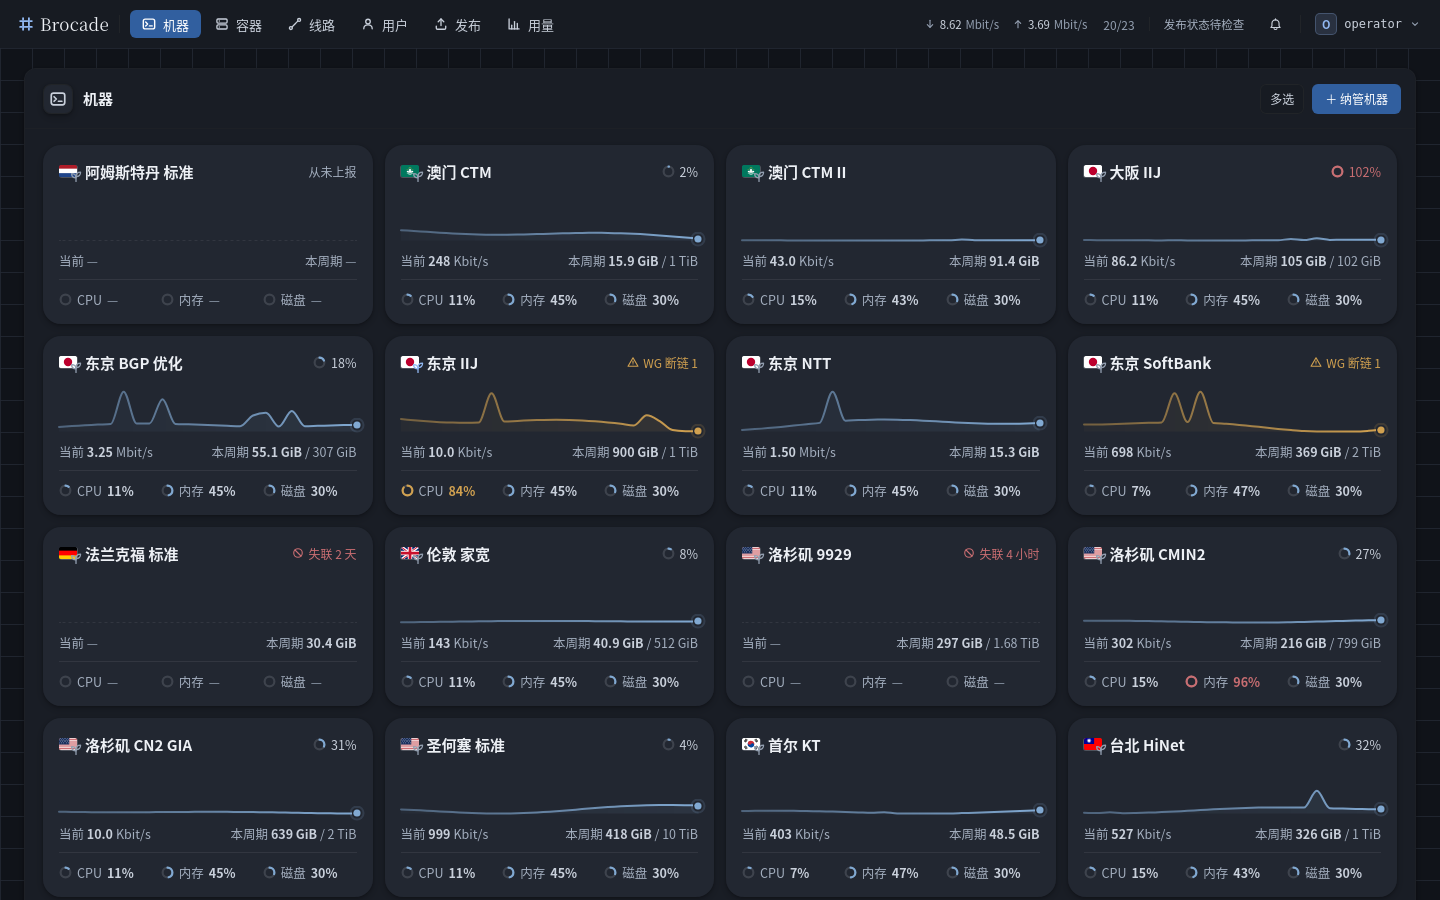 Brocade 机器 容器 线路 用户 发布 用量 ↓ 8.62 Mbit/s ↑ 3.69 Mbit/s 20/23 发布状态待检查 O operator
机器 多选 + 纳管机器
阿姆斯特丹 标准 从未上报
当前 — 本周期 —
CPU — 内存 — 磁盘 —
澳门 CTM 2%
当前 248 Kbit/s 本周期 15.9 GiB / 1 TiB
CPU 11% 内存 45% 磁盘 30%
澳门 CTM II
当前 43.0 Kbit/s 本周期 91.4 GiB
CPU 15% 内存 43% 磁盘 30%
大阪 IIJ 102%
当前 86.2 Kbit/s 本周期 105 GiB / 102 GiB
CPU 11% 内存 45% 磁盘 30%
东京 BGP 优化 18%
当前 3.25 Mbit/s 本周期 55.1 GiB / 307 GiB
CPU 11% 内存 45% 磁盘 30%
东京 IIJ WG 断链 1
当前 10.0 Kbit/s 本周期 900 GiB / 1 TiB
CPU 84% 内存 45% 磁盘 30%
东京 NTT
当前 1.50 Mbit/s 本周期 15.3 GiB
CPU 11% 内存 45% 磁盘 30%
东京 SoftBank WG 断链 1
当前 698 Kbit/s 本周期 369 GiB / 2 TiB
CPU 7% 内存 47% 磁盘 30%
法兰克福 标准 失联 2 天
当前 — 本周期 30.4 GiB
CPU — 内存 — 磁盘 —
伦敦 家宽 8%
当前 143 Kbit/s 本周期 40.9 GiB / 512 GiB
CPU 11% 内存 45% 磁盘 30%
洛杉矶 9929 失联 4 小时
当前 — 本周期 297 GiB / 1.68 TiB
CPU — 内存 — 磁盘 —
洛杉矶 CMIN2 27%
当前 302 Kbit/s 本周期 216 GiB / 799 GiB
CPU 15% 内存 96% 磁盘 30%
洛杉矶 CN2 GIA 31%
当前 10.0 Kbit/s 本周期 639 GiB / 2 TiB
CPU 11% 内存 45% 磁盘 30%
圣何塞 标准 4%
当前 999 Kbit/s 本周期 418 GiB / 10 TiB
CPU 11% 内存 45% 磁盘 30%
首尔 KT
当前 403 Kbit/s 本周期 48.5 GiB
CPU 7% 内存 47% 磁盘 30%
台北 HiNet 32%
当前 527 Kbit/s 本周期 326 GiB / 1 TiB
CPU 15% 内存 43% 磁盘 30%